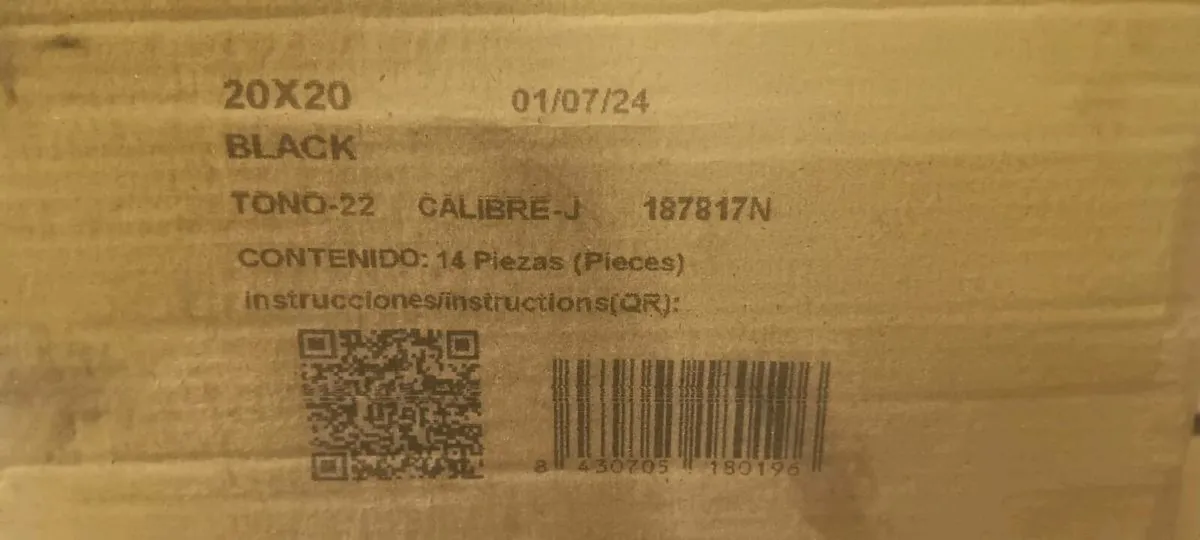 20X20 01/07/24
BLACK
TONO-22 CALIBRE-J 187817N
CONTENIDO: 14 Piezas (Pieces)
instrucciones/instructions(QR):
8 430705 180196